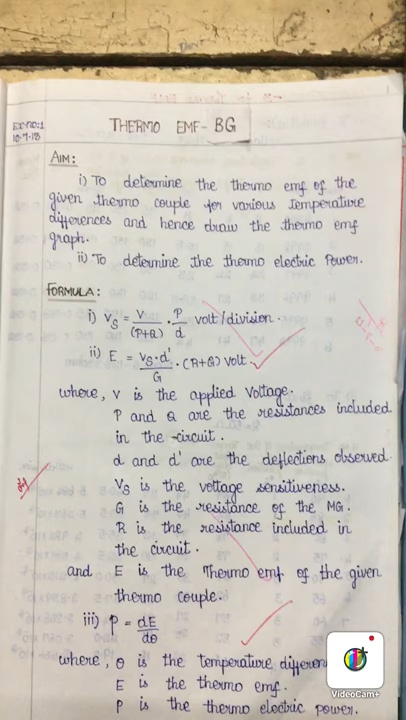 THERMO EMF - BG
Ex-no:1
10-7-18
AIM:
i) To determine the thermo emf of the
given thermo couple for various Temperature
differences and hence draw the thermo emf
graph.
ii) To determine the thermo electric Power.
FORMULA:
i) Vs = V/(P+Q) . P/d volt/division.
ii) E = Vs.d'/G . (R+G) volt.
where, V is the applied Voltage.
P and Q are the resistances included
in the circuit.
d and d' are the deflections observed.
Vs is the voltage sensitiveness.
G is the resistance of the MG.
R is the resistance included in
the circuit.
and E is the Thermo emf of the given
thermo couple.
iii) P = dE/dθ
where, θ is the temperature
E is the thermo emf.
P is the thermo electric power.
VideoCam+